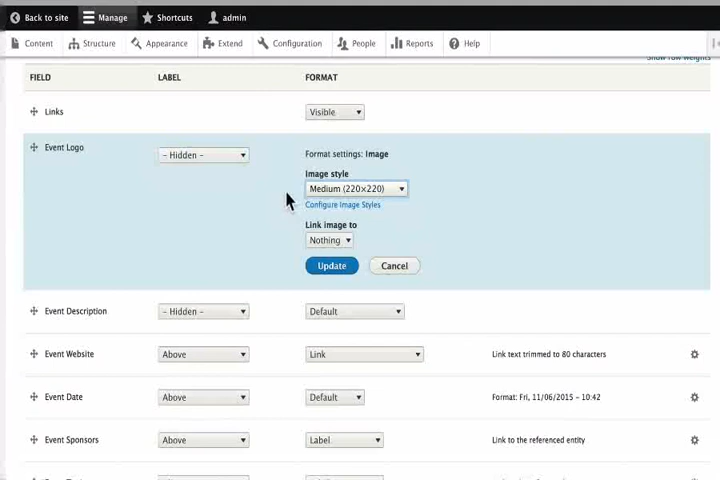 Back to site Manage Shortcuts admin
Content Structure Appearance Extend Configuration People Reports Help
Show row weights
FIELD LABEL FORMAT
Links Visible
Event Logo - Hidden - Format settings: Image
Image style
Medium (220×220)
Configure Image Styles
Link image to
Nothing
Update Cancel
Event Description - Hidden - Default
Event Website Above Link Link text trimmed to 80 characters
Event Date Above Default Format: Fri, 11/06/2015 - 10:42
Event Sponsors Above Label Link to the referenced entity